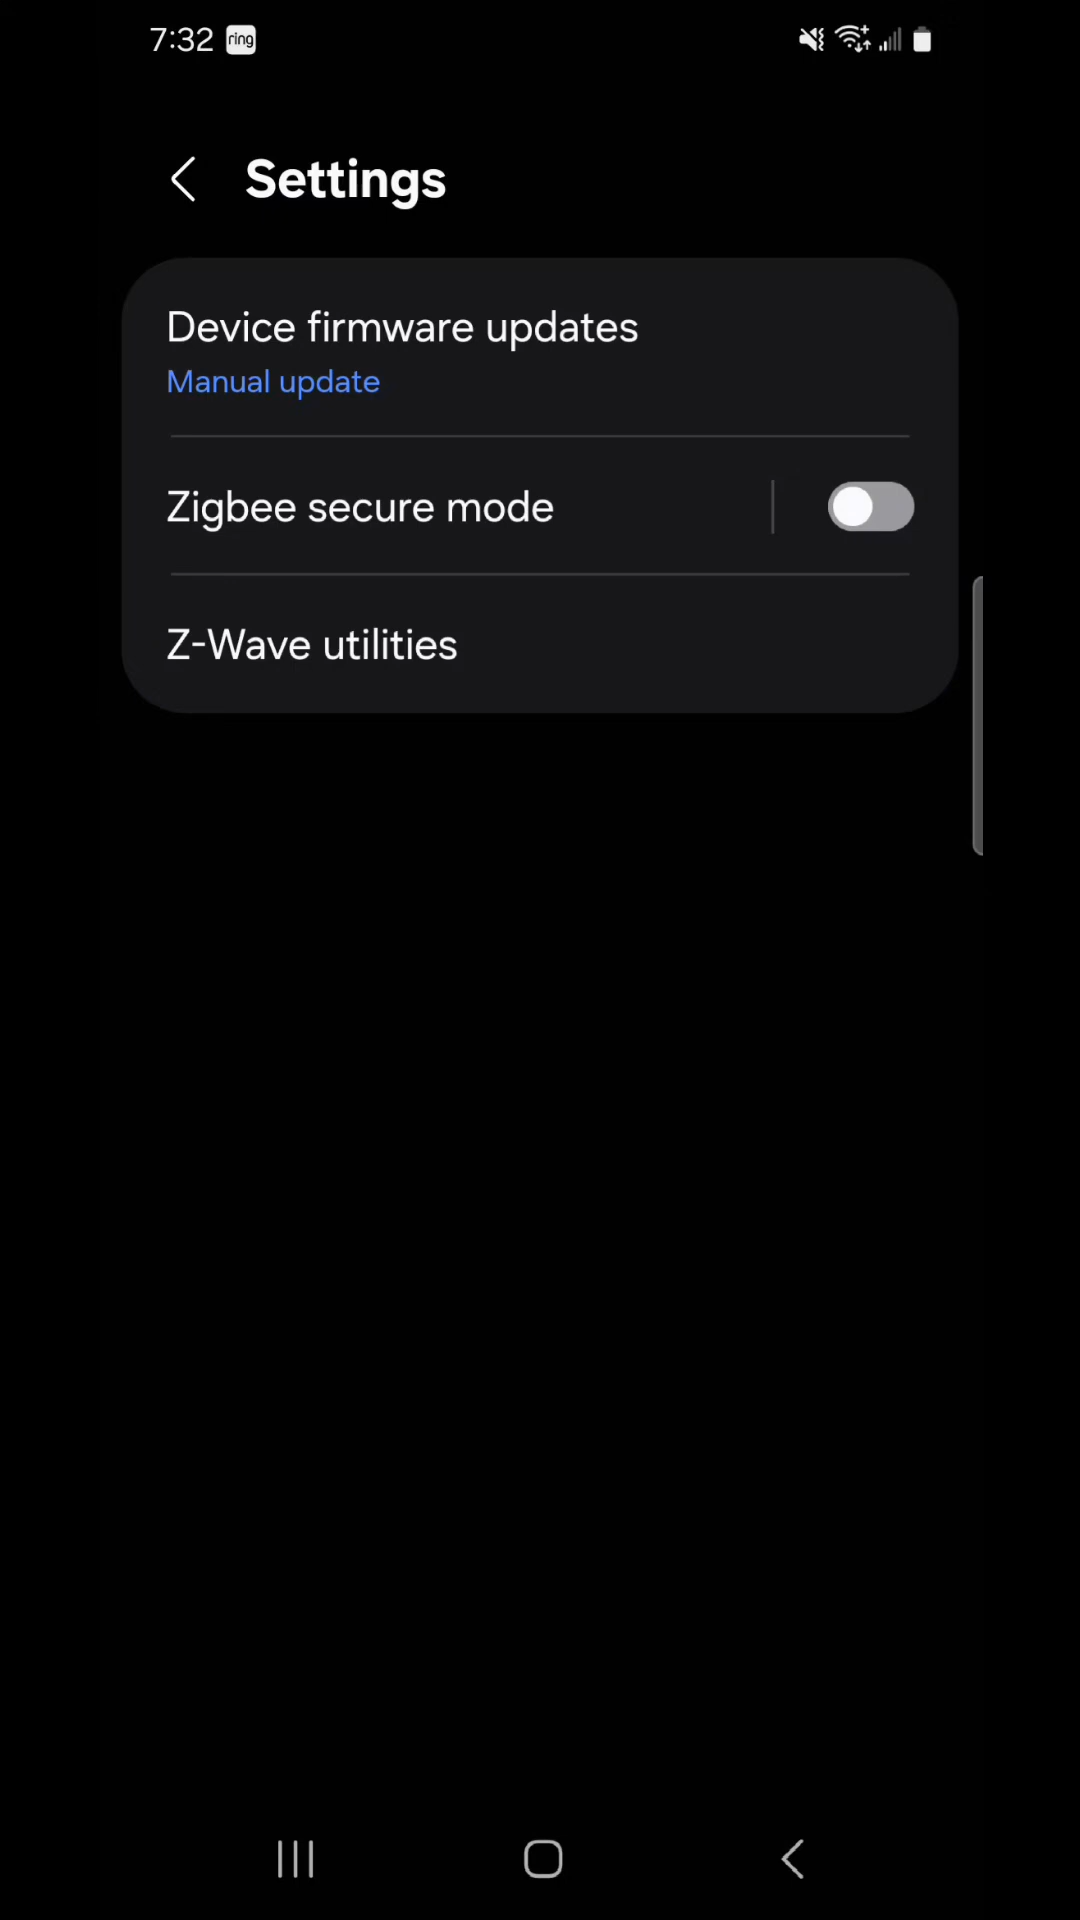 7:32 ring
Settings
Device firmware updates
Manual update
Zigbee secure mode
Z-Wave utilities